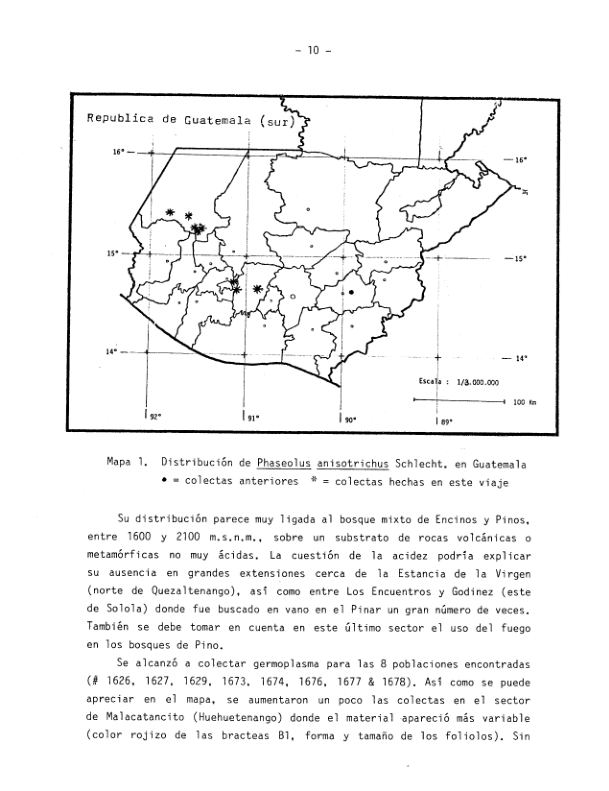 - 10 -
Republica de Guatemala (sur)
16°
16°
15°
15°
14°
14°
Escala : 1/3.000.000
100 Km
92°
91°
90°
89°
Mapa 1. Distribución de Phaseolus anisotrichus Schlecht. en Guatemala
• = colectas anteriores * = colectas hechas en este viaje
Su distribución parece muy ligada al bosque mixto de Encinos y Pinos,
entre 1600 y 2100 m.s.n.m., sobre un substrato de rocas volcánicas o
metamórficas no muy ácidas. La cuestión de la acidez podría explicar
su ausencia en grandes extensiones cerca de la Estancia de la Virgen
(norte de Quezaltenango), así como entre Los Encuentros y Godinez (este
de Solola) donde fue buscado en vano en el Pinar un gran número de veces.
También se debe tomar en cuenta en este último sector el uso del fuego
en los bosques de Pino.
Se alcanzó a colectar germoplasma para las 8 poblaciones encontradas
(# 1626, 1627, 1629, 1673, 1674, 1676, 1677 & 1678). Así como se puede
apreciar en el mapa, se aumentaron un poco las colectas en el sector
de Malacatancito (Huehuetenango) donde el material apareció más variable
(color rojizo de las bracteas B1, forma y tamaño de los foliolos). Sin